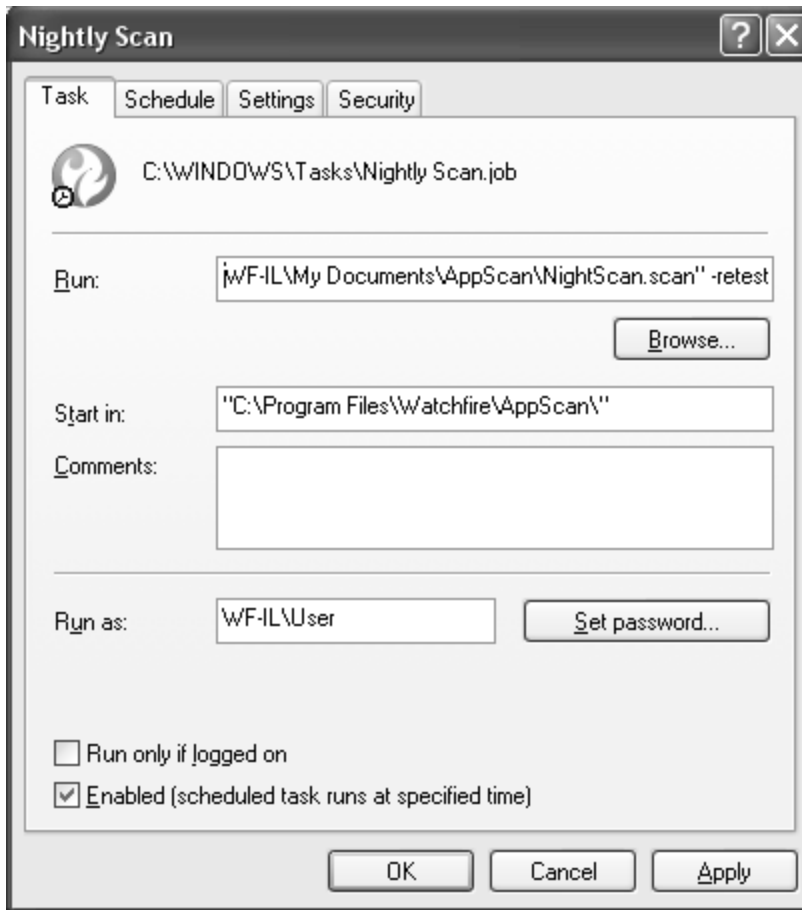 Nightly Scan
Task Schedule Settings Security
C:\WINDOWS\Tasks\Nightly Scan.job
Run: WF-IL\My Documents\AppScan\NightScan.scan" -retest
Browse...
Start in: "C:\Program Files\Watchfire\AppScan\"
Comments:
Run as: WF-IL\User Set password...
Run only if logged on
Enabled (scheduled task runs at specified time)
OK Cancel Apply